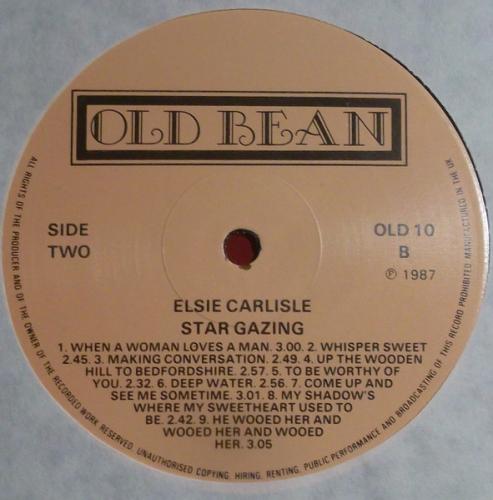 OLD BEAN
SIDE
TWO
OLD 10
B
Ⓟ 1987
ELSIE CARLISLE
STAR GAZING
1. WHEN A WOMAN LOVES A MAN. 3.00. 2. WHISPER SWEET
2.45. 3. MAKING CONVERSATION. 2.49. 4. UP THE WOODEN
HILL TO BEDFORDSHIRE. 2.57. 5. TO BE WORTHY OF
YOU. 2.32. 6. DEEP WATER. 2.56. 7. COME UP AND
SEE ME SOMETIME. 3.01. 8. MY SHADOW'S
WHERE MY SWEETHEART USED TO
BE. 2.42. 9. HE WOOED HER AND
WOOED HER AND WOOED
HER. 3.05
ALL RIGHTS OF THE PRODUCER AND OF THE OWNER OF THE RECORDED WORK RESERVED. UNAUTHORISED COPYING, HIRING, RENTING, PUBLIC PERFORMANCE AND BROADCASTING OF THIS RECORD PROHIBITED. MANUFACTURED IN THE UK.